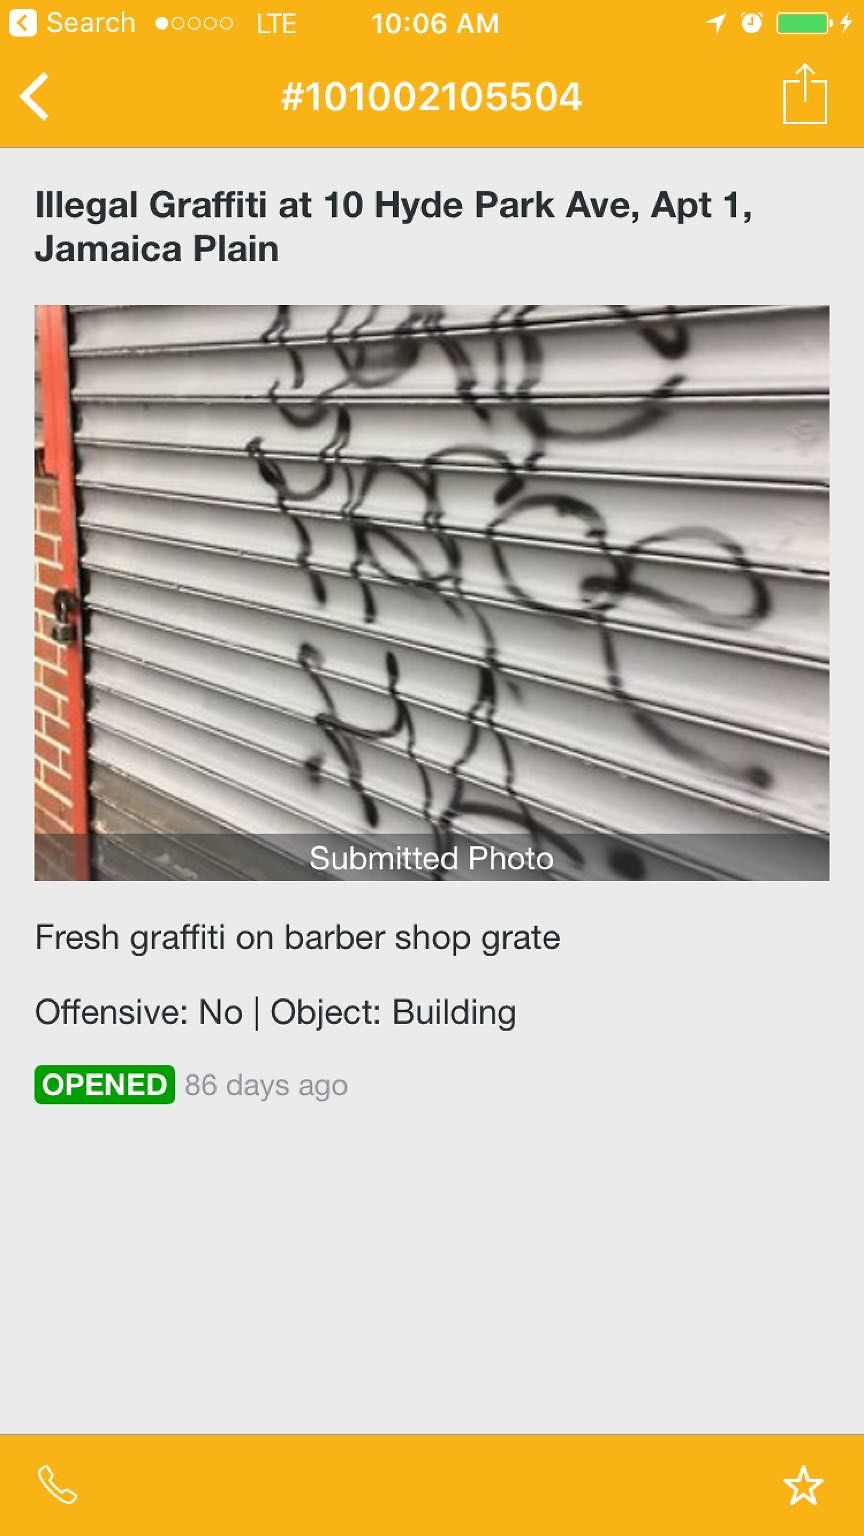 Search LTE 10:06 AM
#101002105504
Illegal Graffiti at 10 Hyde Park Ave, Apt 1,
Jamaica Plain
Submitted Photo
Fresh graffiti on barber shop grate
Offensive: No | Object: Building
OPENED 86 days ago